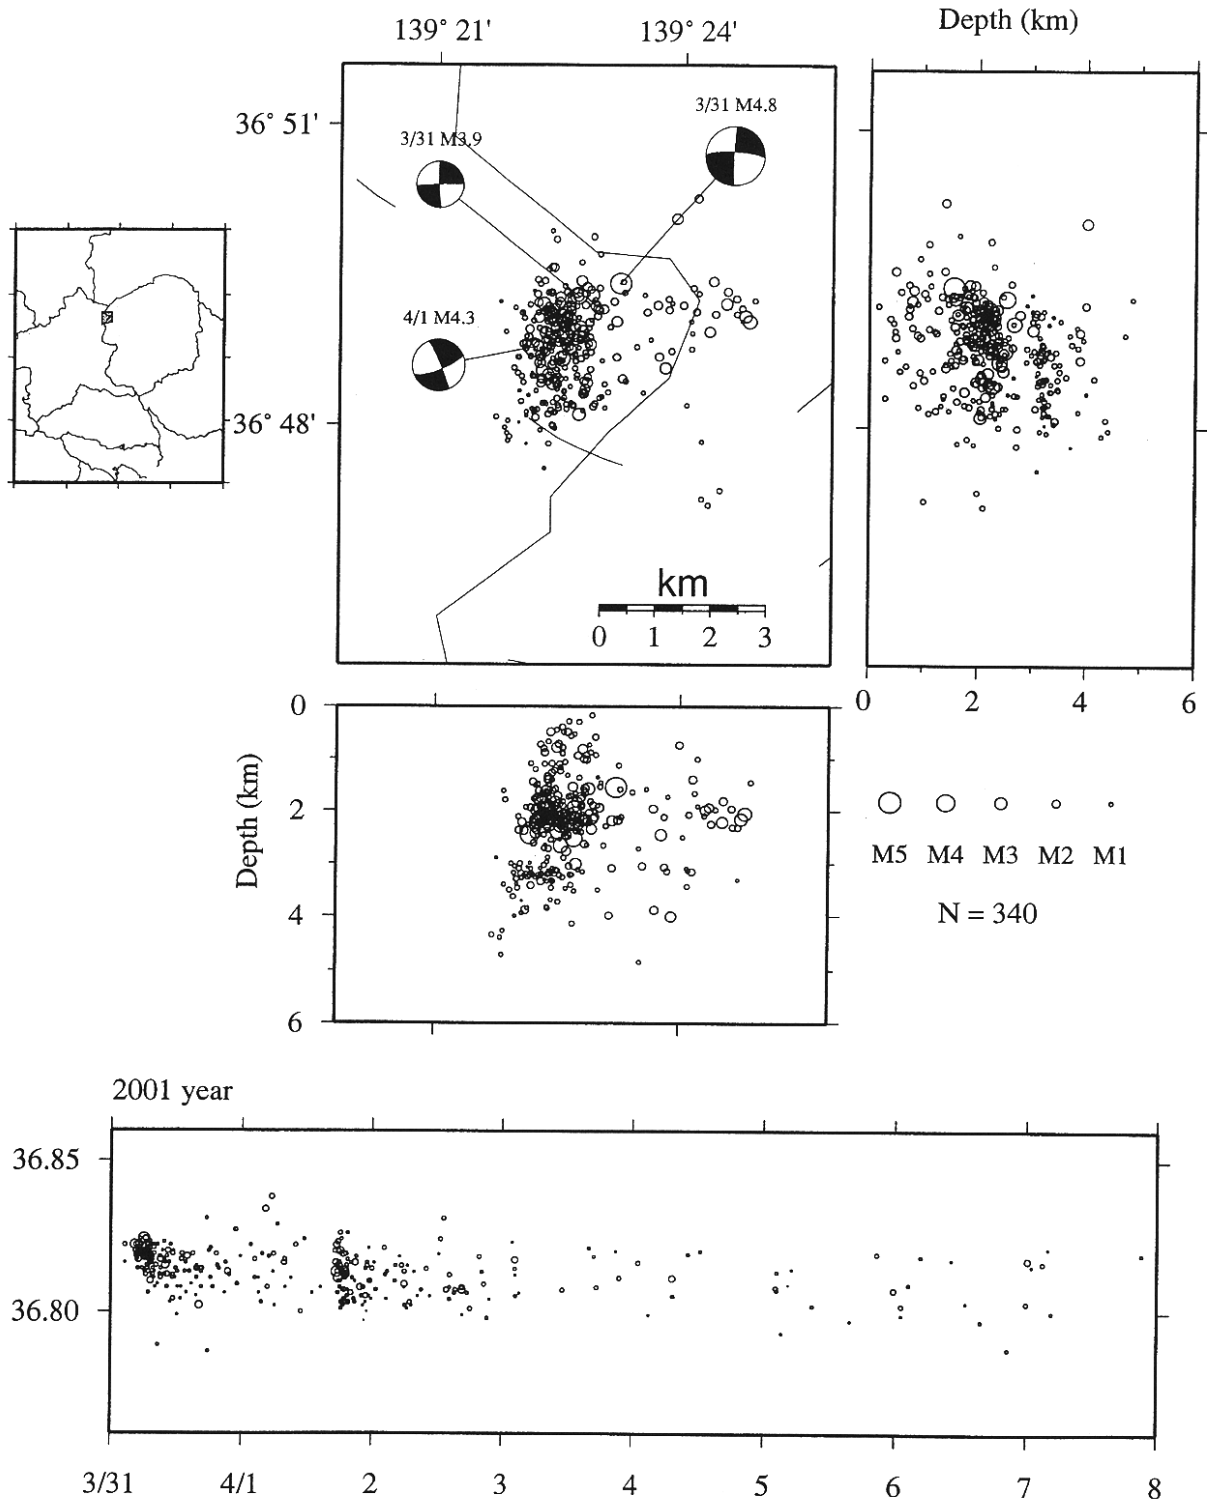 139° 21' 139° 24'
Depth (km)
36° 51'
3/31 M4.8
3/31 M3.9
4/1 M4.3
36° 48'
km
0 1 2 3
0 2 4 6
0
2
4
6
Depth (km)
M5 M4 M3 M2 M1
N = 340
2001 year
36.85
36.80
3/31 4/1 2 3 4 5 6 7 8